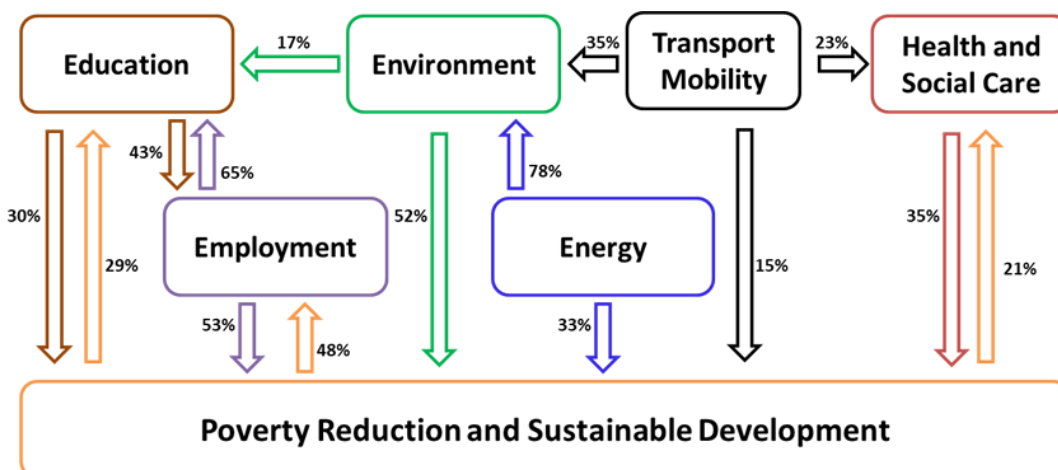 17%
35%
23%
Education
Environment
Transport
Mobility
Health and
Social Care
43%
65%
78%
30%
52%
35%
Employment
Energy
29%
15%
21%
53%
48%
33%
Poverty Reduction and Sustainable Development